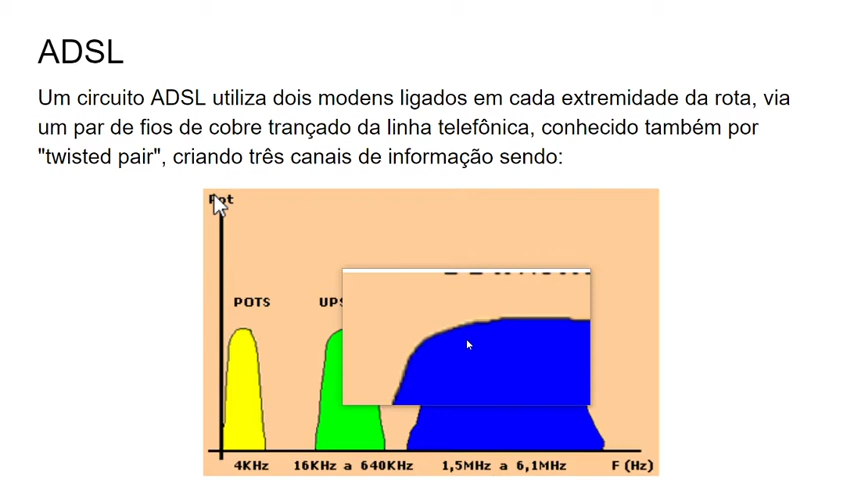 ADSL
Um circuito ADSL utiliza dois modens ligados em cada extremidade da rota, via
um par de fios de cobre trançado da linha telefônica, conhecido também por
"twisted pair", criando três canais de informação sendo:
POTS
4KHz 16KHz a 640KHz 1,5MHz a 6,1MHz F (Hz)